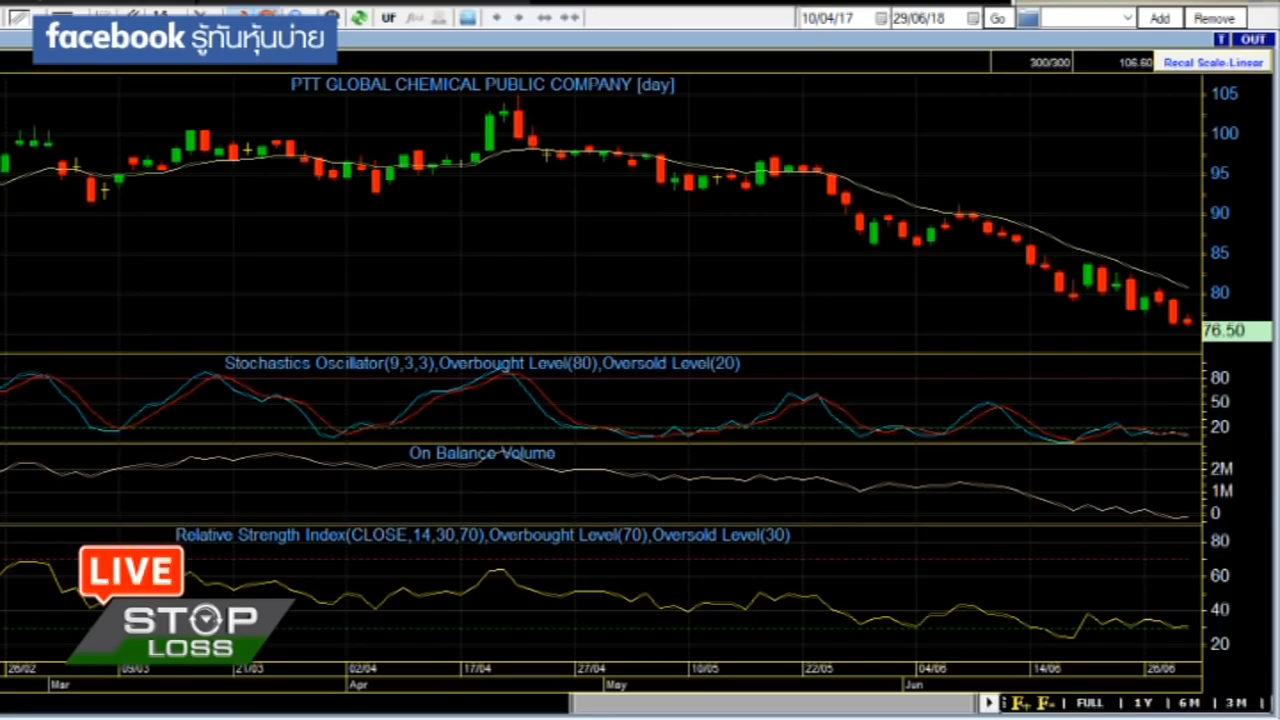 UF
10/04/17
29/06/18
Go
Add
Remove
facebook รู้ทันหุ้นบ่าย
T
OUT
300/300
106.60
Recal Scale-Linear
PTT GLOBAL CHEMICAL PUBLIC COMPANY [day]
105
100
95
90
85
80
76.50
Stochastics Oscillator(9,3,3),Overbought Level(80),Oversold Level(20)
80
50
20
On Balance Volume
2M
1M
0
Relative Strength Index(CLOSE,14,30,70),Overbought Level(70),Oversold Level(30)
80
60
40
20
LIVE
STOP
LOSS
26/02 09/03 21/03 02/04 17/04 27/04 10/05 22/05 04/06 14/06 26/06
Mar Apr May Jun
F+ F- | FULL | 1Y | 6M | 3M |